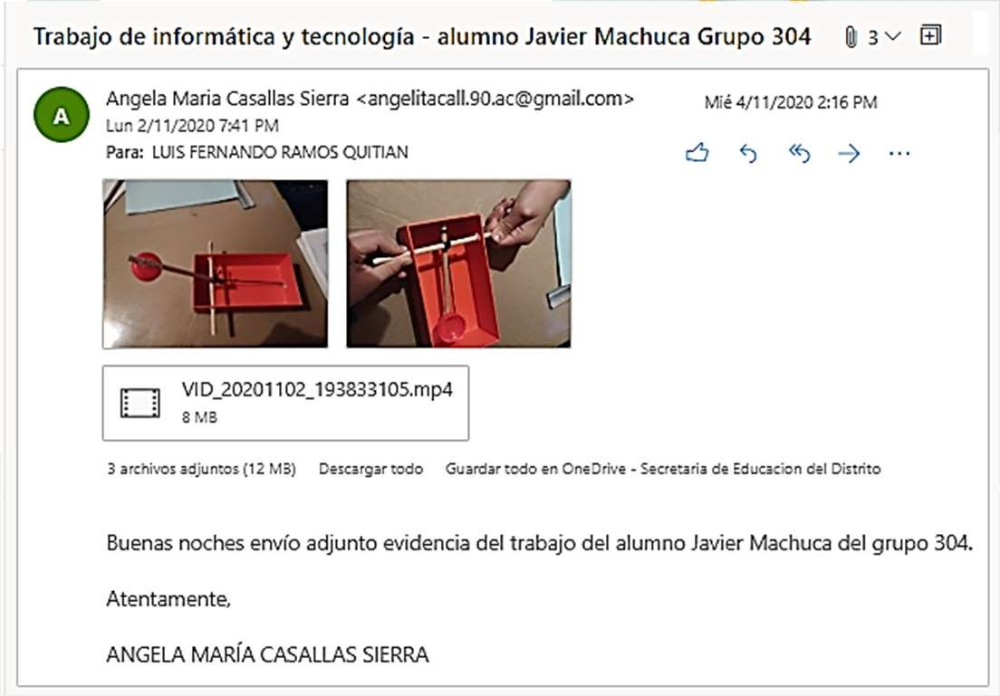 Trabajo de informática y tecnología - alumno Javier Machuca Grupo 304 3
A
Angela Maria Casallas Sierra <angelitacall.90.ac@gmail.com>
Mié 4/11/2020 2:16 PM
Lun 2/11/2020 7:41 PM
Para: LUIS FERNANDO RAMOS QUITIAN
VID_20201102_193833105.mp4
8 MB
3 archivos adjuntos (12 MB) Descargar todo Guardar todo en OneDrive - Secretaria de Educacion del Distrito
Buenas noches envío adjunto evidencia del trabajo del alumno Javier Machuca del grupo 304.
Atentamente,
ANGELA MARÍA CASALLAS SIERRA